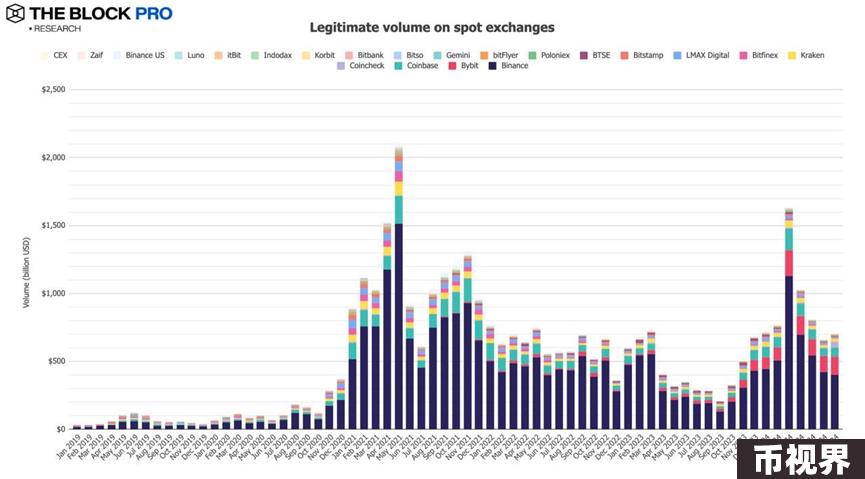 THE BLOCK PRO
• RESEARCH
Legitimate volume on spot exchanges
CEX Zaif Binance US Luno itBit Indodax Korbit Bitbank Bitso Gemini bitFlyer Poloniex BTSE Bitstamp LMAX Digital Bitfinex Kraken
Coincheck Coinbase Bybit Binance
Volume (billion USD)
$2,500
$2,000
$1,500
$1,000
$500
$0
Jan 2019
Feb 2019
Mar 2019
Apr 2019
May 2019
Jun 2019
Jul 2019
Aug 2019
Sep 2019
Oct 2019
Nov 2019
Dec 2019
Jan 2020
Feb 2020
Mar 2020
Apr 2020
May 2020
Jun 2020
Jul 2020
Aug 2020
Sep 2020
Oct 2020
Nov 2020
Dec 2020
Jan 2021
Feb 2021
Mar 2021
Apr 2021
May 2021
Jun 2021
Jul 2021
Aug 2021
Sep 2021
Oct 2021
Nov 2021
Dec 2021
Jan 2022
Feb 2022
Mar 2022
Apr 2022
May 2022
Jun 2022
Jul 2022
Aug 2022
Sep 2022
Oct 2022
Nov 2022
Dec 2022
Jan 2023
Feb 2023
Mar 2023
Apr 2023
May 2023
Jun 2023
Jul 2023
Aug 2023
Sep 2023
Oct 2023
Nov 2023
币视界